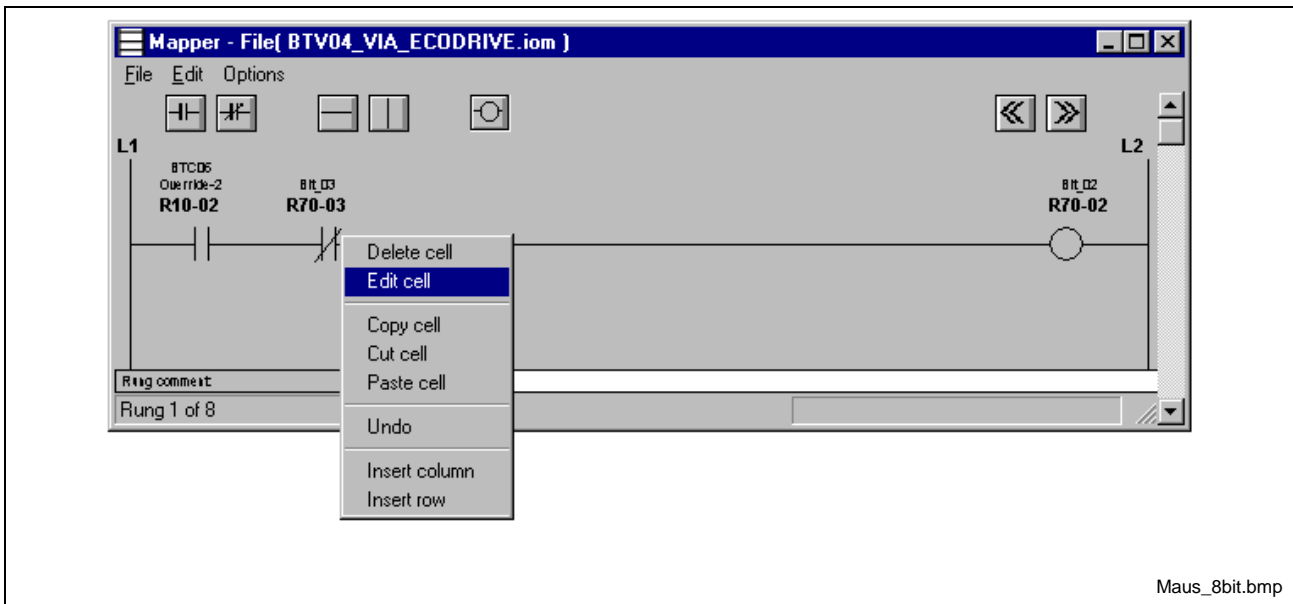 Mapper - File( BTV04_VIA_ECODRIVE.iom )
File Edit Options
L1 L2
BTC06
Override-2 Bit_03 Bit_02
R10-02 R70-03 R70-02
Delete cell
Edit cell
Copy cell
Cut cell
Paste cell
Rung comment:
Rung 1 of 8
Undo
Insert column
Insert row
Maus_8bit.bmp